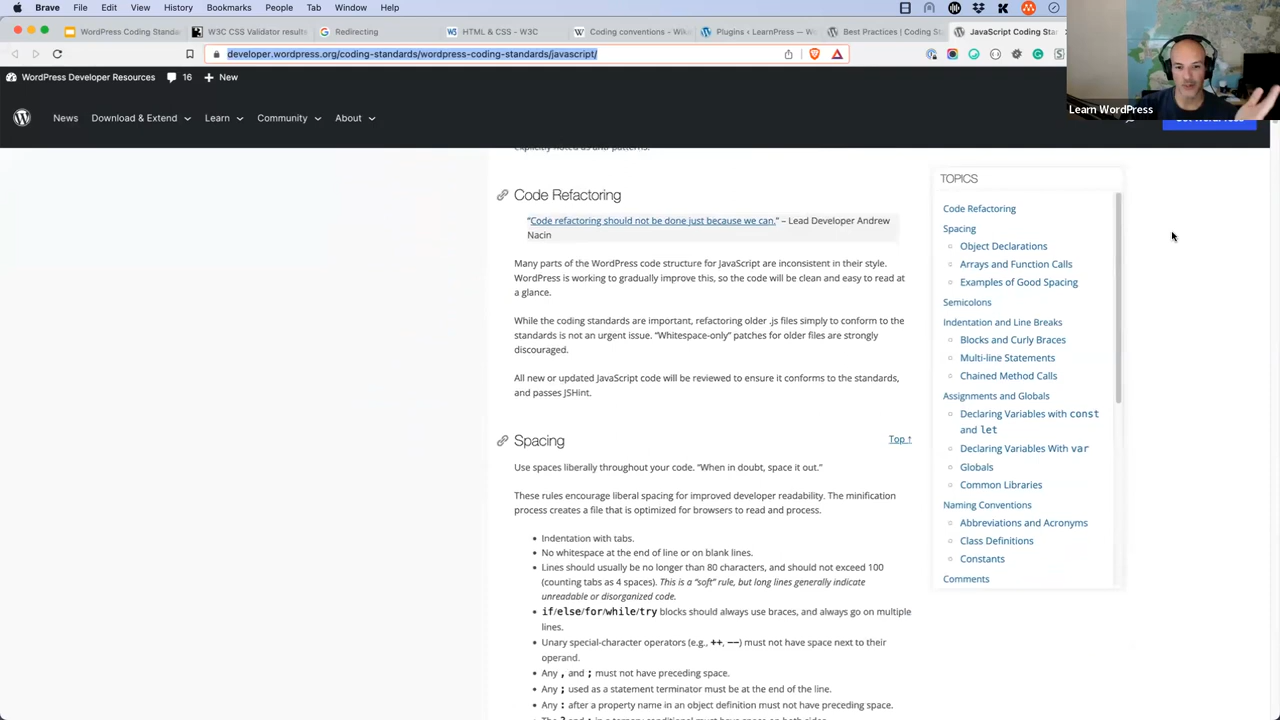 Brave File Edit View History Bookmarks People Tab Window Help
WordPress Coding Standa
W3C CSS Validator results
Redirecting
HTML & CSS - W3C
Coding conventions - Wiki
Plugins < LearnPress — W
Best Practices | Coding St
JavaScript Coding Star
developer.wordpress.org/coding-standards/wordpress-coding-standards/javascript/
WordPress Developer Resources 16 New
News Download & Extend Learn Community About
Learn WordPress
Code Refactoring
“Code refactoring should not be done just because we can.” – Lead Developer Andrew
Nacin
Many parts of the WordPress code structure for JavaScript are inconsistent in their style.
WordPress is working to gradually improve this, so the code will be clean and easy to read at
a glance.
While the coding standards are important, refactoring older .js files simply to conform to the
standards is not an urgent issue. “Whitespace-only” patches for older files are strongly
discouraged.
All new or updated JavaScript code will be reviewed to ensure it conforms to the standards,
and passes JSHint.
Spacing
Top ↑
Use spaces liberally throughout your code. “When in doubt, space it out.”
These rules encourage liberal spacing for improved developer readability. The minification
process creates a file that is optimized for browsers to read and process.
• Indentation with tabs.
• No whitespace at the end of line or on blank lines.
• Lines should usually be no longer than 80 characters, and should not exceed 100
(counting tabs as 4 spaces). This is a “soft” rule, but long lines generally indicate
unreadable or disorganized code.
• if/else/for/while/try blocks should always use braces, and always go on multiple
lines.
• Unary special-character operators (e.g., ++, --) must not have space next to their
operand.
• Any , and ; must not have preceding space.
• Any ; used as a statement terminator must be at the end of the line.
• Any : after a property name in an object definition must not have preceding space.
TOPICS
Code Refactoring
Spacing
Object Declarations
Arrays and Function Calls
Examples of Good Spacing
Semicolons
Indentation and Line Breaks
Blocks and Curly Braces
Multi-line Statements
Chained Method Calls
Assignments and Globals
Declaring Variables with const
and let
Declaring Variables With var
Globals
Common Libraries
Naming Conventions
Abbreviations and Acronyms
Class Definitions
Constants
Comments